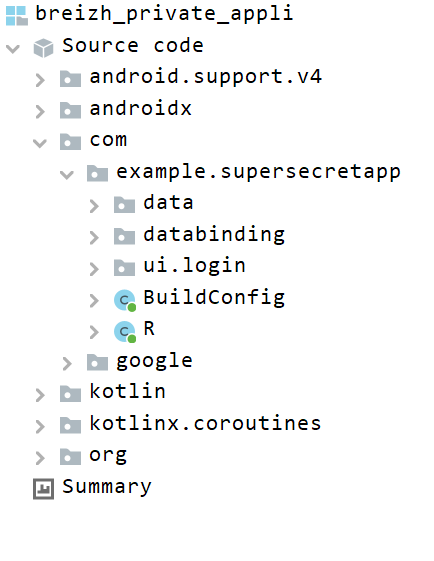 breizh_private_appli
Source code
android.support.v4
androidx
com
example.supersecretapp
data
databinding
ui.login
C BuildConfig
C R
google
kotlin
kotlinx.coroutines
org
Summary